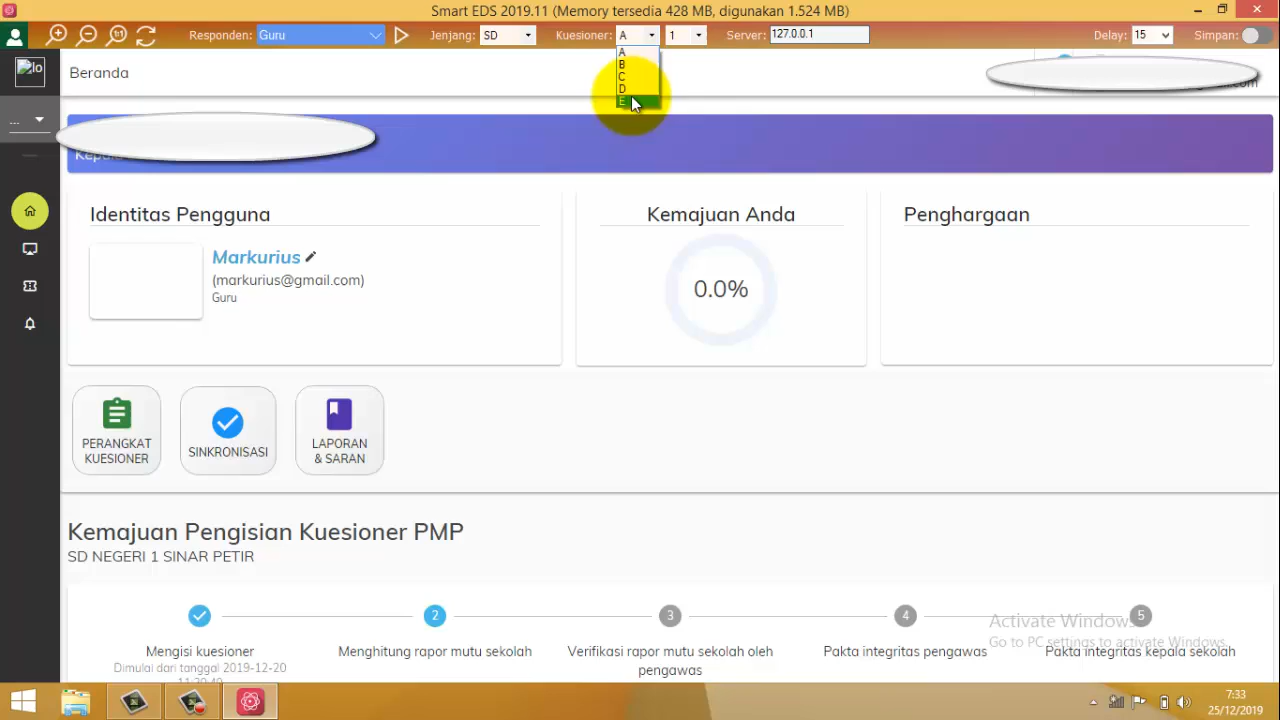 Smart EDS 2019.11 (Memory tersedia 428 MB, digunakan 1.524 MB)
Responden: Guru Jenjang: SD Kuesioner: A 1 Server: 127.0.0.1 Delay: 15 Simpan:
A
B
C
D
E
lo
Beranda
...
Identitas Pengguna
Markurius
(markurius@gmail.com)
Guru
Kemajuan Anda
0.0%
Penghargaan
PERANGKAT
KUESIONER
SINKRONISASI
LAPORAN
& SARAN
Kemajuan Pengisian Kuesioner PMP
SD NEGERI 1 SINAR PETIR
2 3 4 5
Mengisi kuesioner
Dimulai dari tanggal 2019-12-20
Menghitung rapor mutu sekolah
Verifikasi rapor mutu sekolah oleh
pengawas
Pakta integritas pengawas
Pakta integritas kepala sekolah
Activate Windows
Go to PC settings to activate Windows.
7:33
25/12/2019